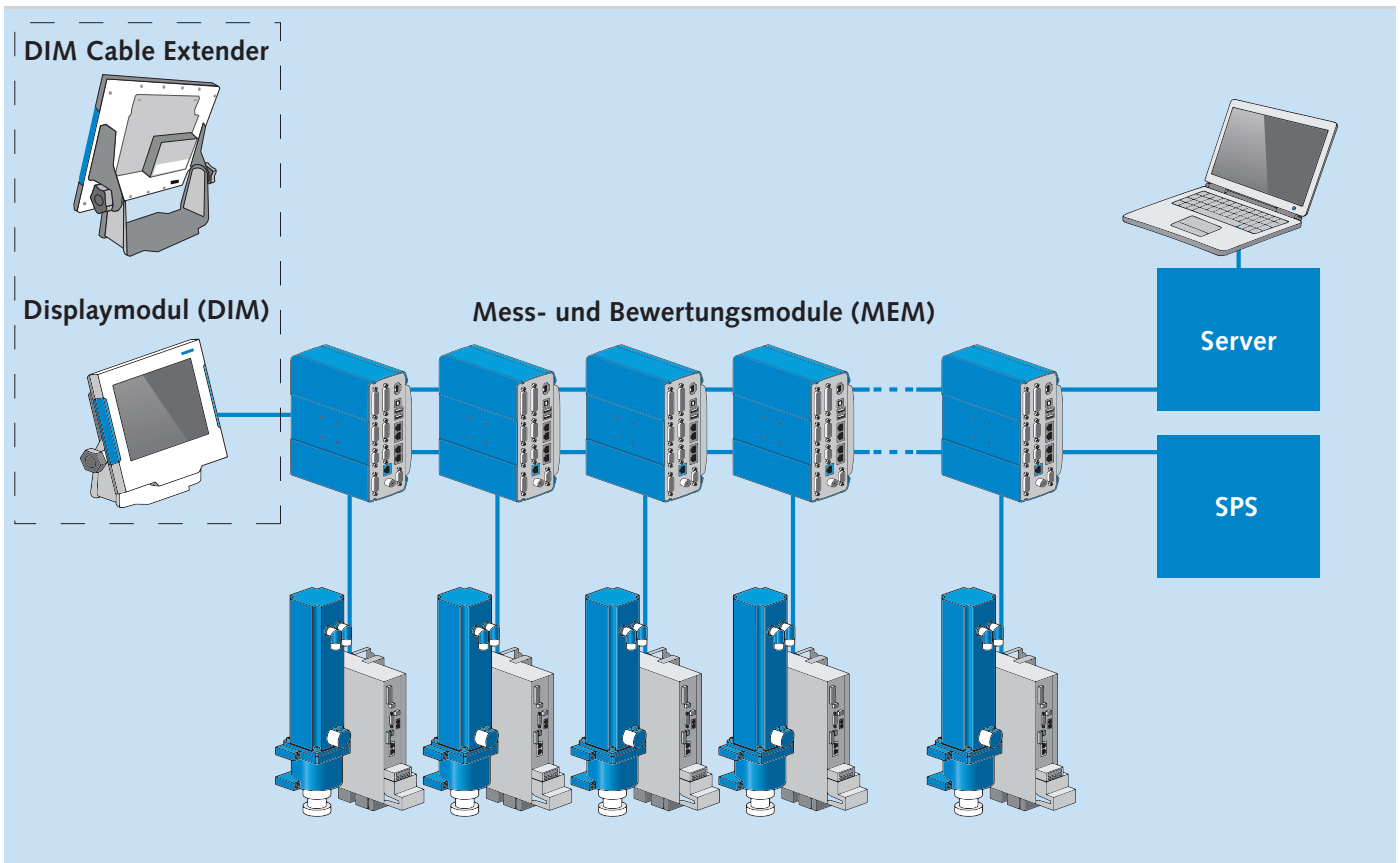 DIM Cable Extender
Displaymodul (DIM)
Mess- und Bewertungsmodule (MEM)
Server
SPS